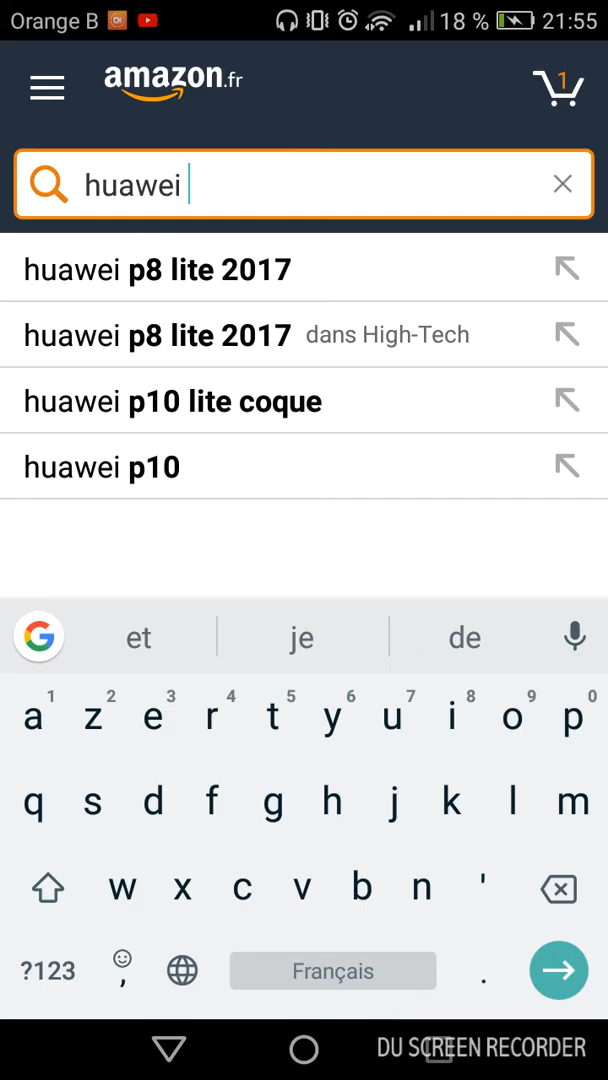 Orange B 18 % 21:55
amazon.fr 1
huawei
huawei p8 lite 2017
huawei p8 lite 2017 dans High-Tech
huawei p10 lite coque
huawei p10
G et je de
1 2 3 4 5 6 7 8 9 0
a z e r t y u i o p
q s d f g h j k l m
w x c v b n '
?123 , Français .
DU SCREEN RECORDER